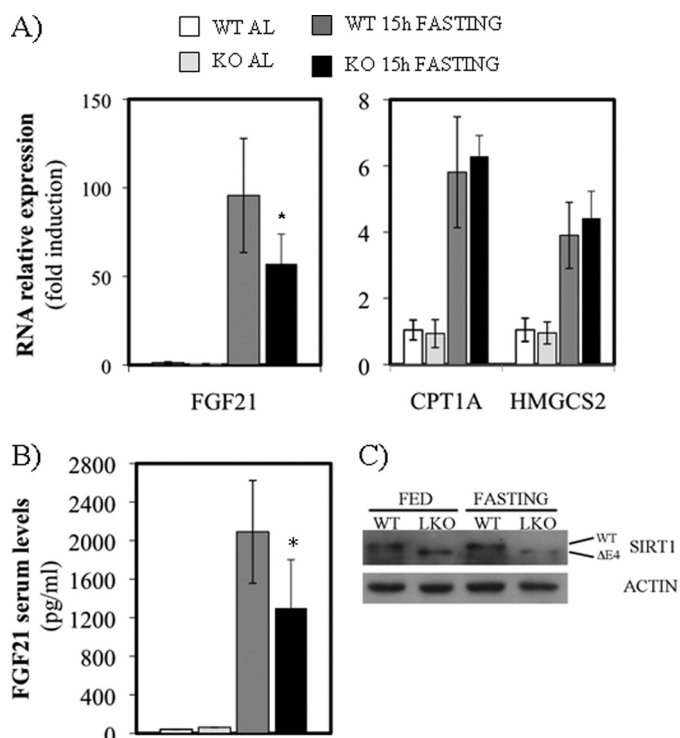 A)
WT AL
WT 15h FASTING
KO AL
KO 15h FASTING
RNA relative expression
(fold induction)
150
100
50
0
FGF21
*
8
6
4
2
0
CPT1A
HMGCS2
B)
FGF21 serum levels
(pg/ml)
2800
2400
2000
1600
1200
800
400
0
*
C)
FED
FASTING
WT
LKO
WT
LKO
WT
ΔE4
SIRT1
ACTIN